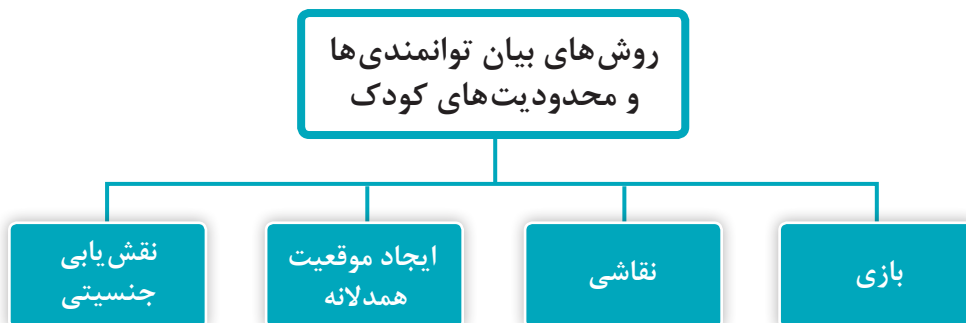 روش‌های بیان توانمندی‌ها
و محدودیت‌های کودک
بازی
نقاشی
ایجاد موقعیت
همدلانه
نقش‌یابی
جنسیتی